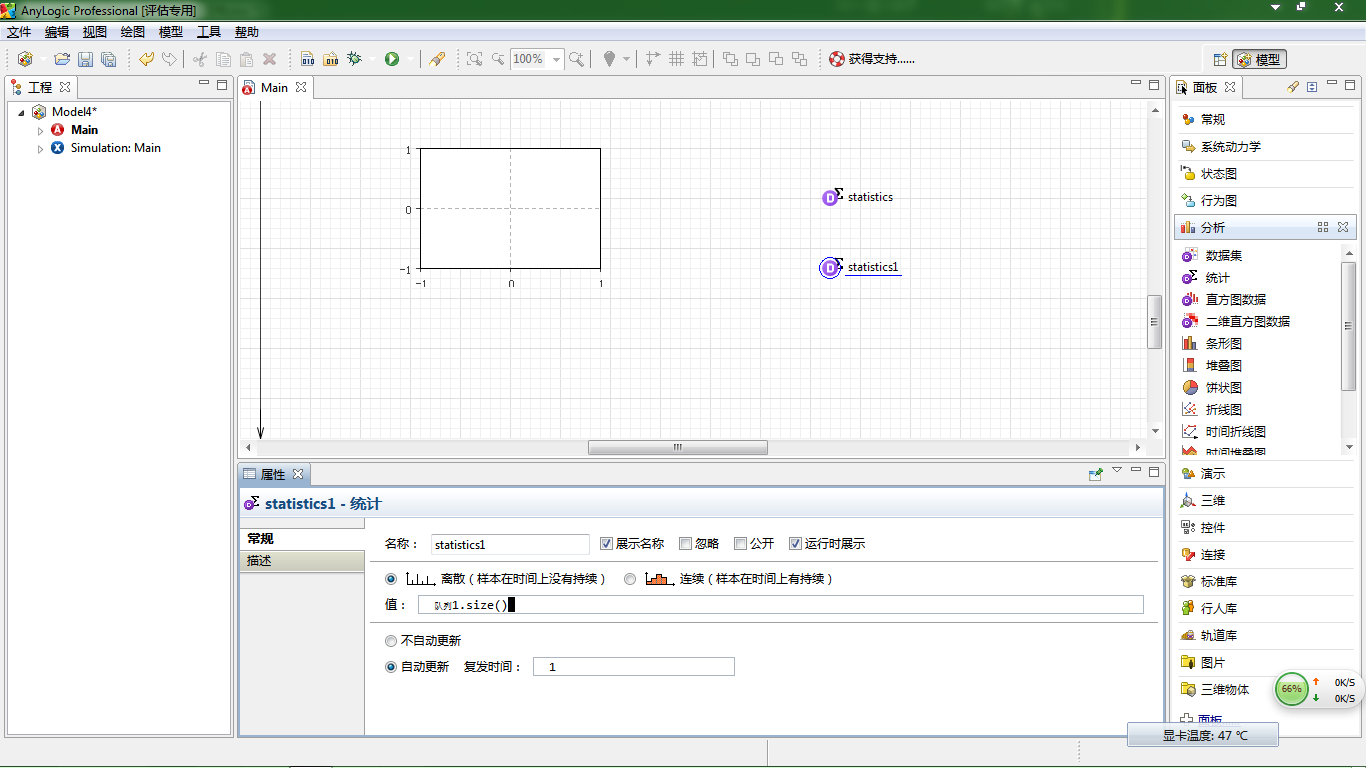 AnyLogic Professional [评估专用]
文件 编辑 视图 绘图 模型 工具 帮助
100% 获得支持...... 模型
工程
Model4*
Main
Simulation: Main
Main
1
0
−1
−1 0 1
statistics
statistics1
面板
常规
系统动力学
状态图
行为图
分析
数据集
统计
直方图数据
二维直方图数据
条形图
堆叠图
饼状图
折线图
时间折线图
时间堆叠图
演示
三维
控件
连接
标准库
行人库
轨道库
图片
三维物体
面板
属性
statistics1 - 统计
常规
描述
名称： statistics1 展示名称 忽略 公开 运行时展示
离散（样本在时间上没有持续） 连续（样本在时间上有持续）
值： 队列1.size()
不自动更新
自动更新 复发时间： 1
66% 0K/S
0K/S
显卡温度: 47 ℃